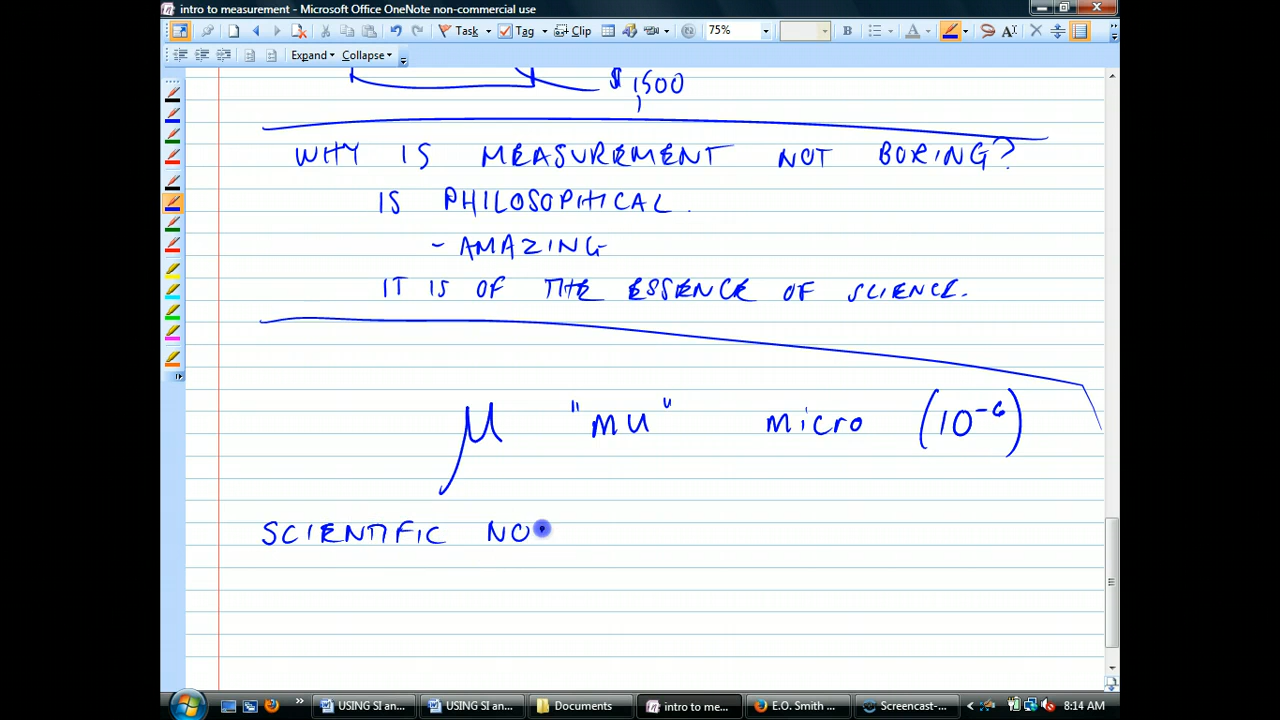 intro to measurement - Microsoft Office OneNote non-commercial use
Task Tag Clip 75% B A
Expand Collapse
$1,500
WHY IS MEASUREMENT NOT BORING?
IS PHILOSOPHICAL.
- AMAZING
IT IS OF THE ESSENCE OF SCIENCE.
μ "mu" micro (10⁻⁶)
SCIENTIFIC NO
» USING SI an... USING SI an... Documents intro to me... E.O. Smith ... Screencast-... 8:14 AM